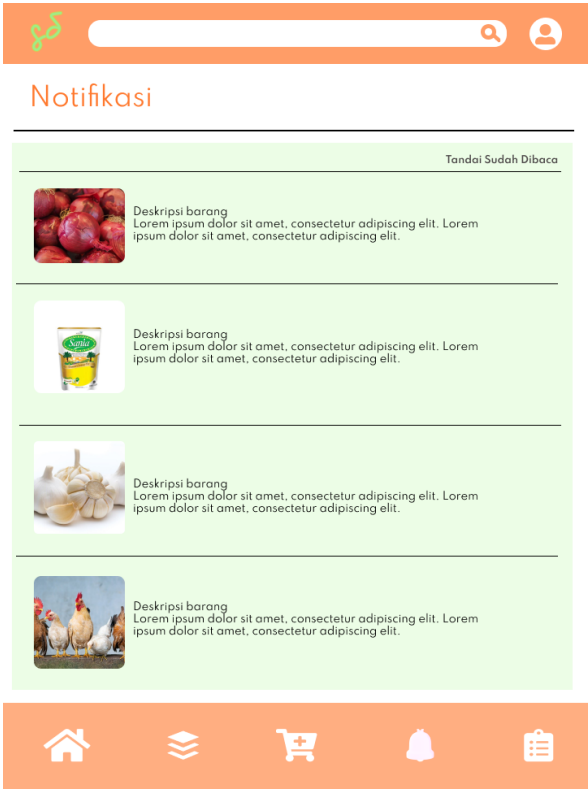 Notifikasi
Tandai Sudah Dibaca
Deskripsi barang
Lorem ipsum dolor sit amet, consectetur adipiscing elit. Lorem
ipsum dolor sit amet, consectetur adipiscing elit.
Sania
Deskripsi barang
Lorem ipsum dolor sit amet, consectetur adipiscing elit. Lorem
ipsum dolor sit amet, consectetur adipiscing elit.
Deskripsi barang
Lorem ipsum dolor sit amet, consectetur adipiscing elit. Lorem
ipsum dolor sit amet, consectetur adipiscing elit.
Deskripsi barang
Lorem ipsum dolor sit amet, consectetur adipiscing elit. Lorem
ipsum dolor sit amet, consectetur adipiscing elit.